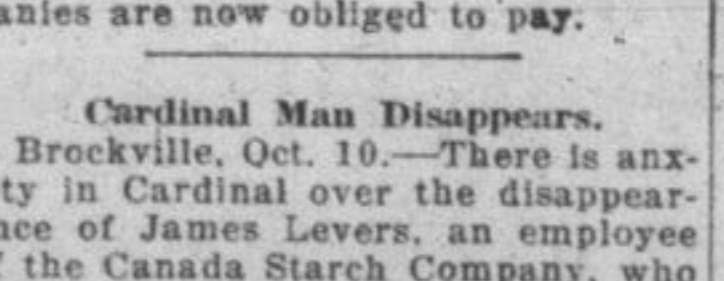 anies are now obliged to pay.
Cardinal Man Disappears.
Brockville, Oct. 10.—There is anx-
ty in Cardinal over the disappear-
nce of James Levers, an employee
f the Canada Starch Company, who